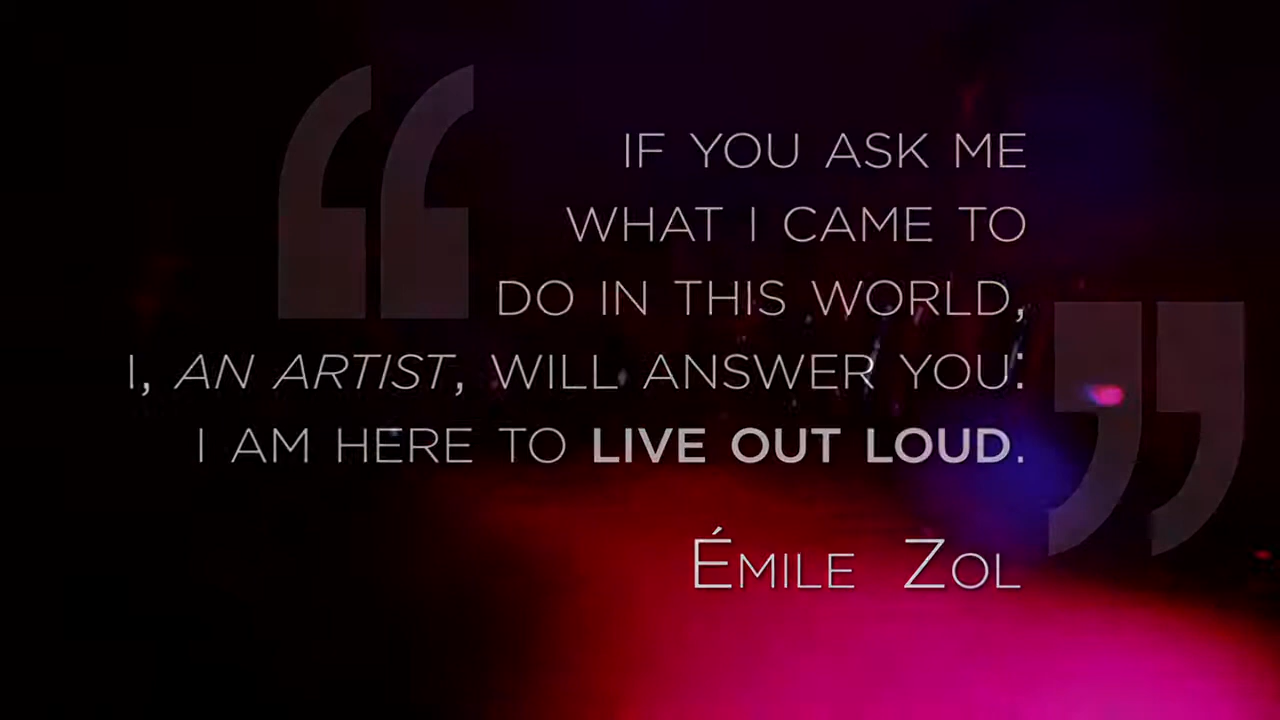 IF YOU ASK ME
WHAT I CAME TO
DO IN THIS WORLD,
I, AN ARTIST, WILL ANSWER YOU:
I AM HERE TO LIVE OUT LOUD.
ÉMILE ZOL